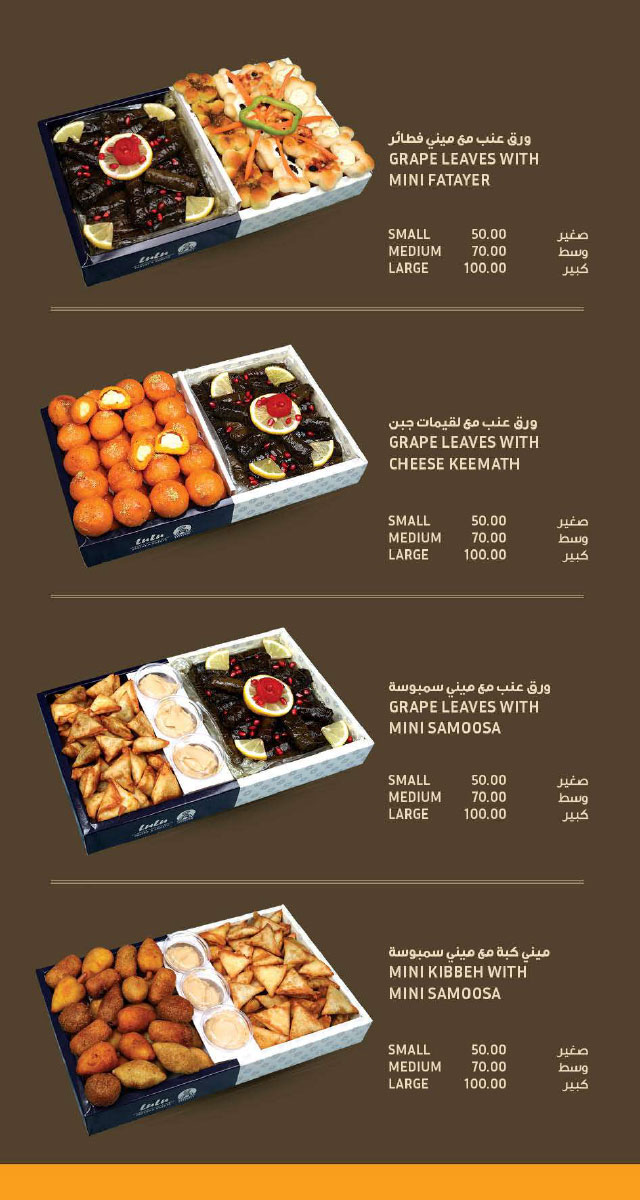 ورق عنب مع ميني فطائر
GRAPE LEAVES WITH
MINI FATAYER
SMALL 50.00 صغير
MEDIUM 70.00 وسط
LARGE 100.00 كبير
lulu
ورق عنب مع لقيمات جبن
GRAPE LEAVES WITH
CHEESE KEEMATH
SMALL 50.00 صغير
MEDIUM 70.00 وسط
LARGE 100.00 كبير
lulu
ورق عنب مع ميني سمبوسة
GRAPE LEAVES WITH
MINI SAMOOSA
SMALL 50.00 صغير
MEDIUM 70.00 وسط
LARGE 100.00 كبير
lulu
ميني كبة مع ميني سمبوسة
MINI KIBBEH WITH
MINI SAMOOSA
SMALL 50.00 صغير
MEDIUM 70.00 وسط
LARGE 100.00 كبير
lulu